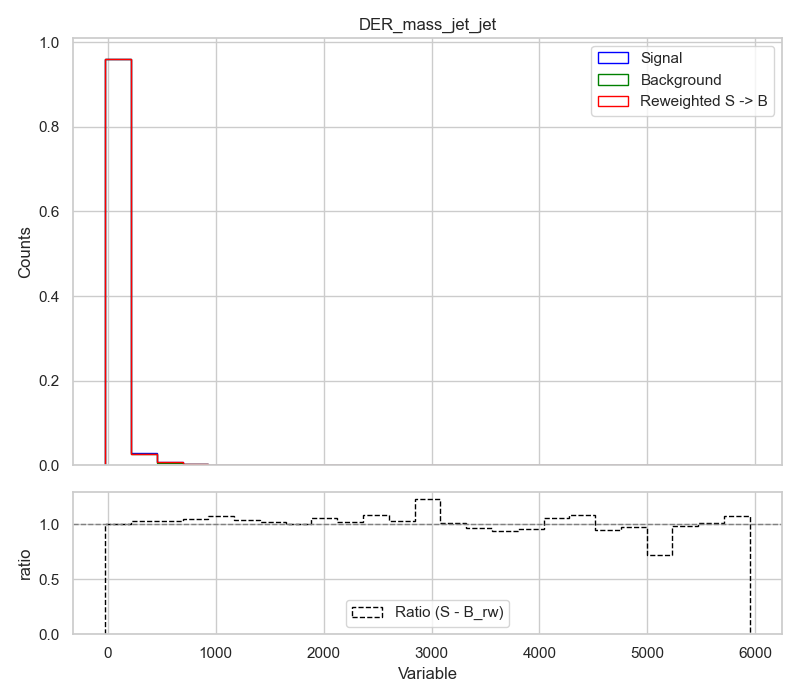 DER_mass_jet_jet
1.0
0.8
0.6
0.4
0.2
0.0
Counts
Signal
Background
Reweighted S -> B
1.0
0.5
0.0
ratio
Ratio (S - B_rw)
0
1000
2000
3000
4000
5000
6000
Variable